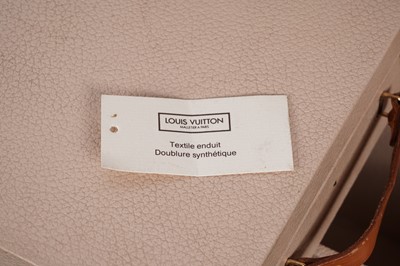 LOUIS VUITTON
MALLETIER À PARIS
Textile enduit
Doublure synthétique